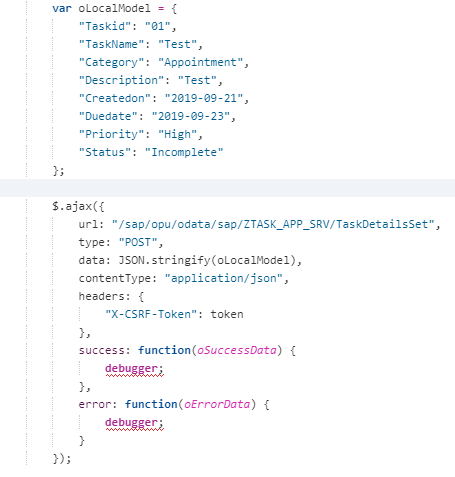 var oLocalModel = {
"Taskid": "01",
"TaskName": "Test",
"Category": "Appointment",
"Description": "Test",
"Createdon": "2019-09-21",
"Duedate": "2019-09-23",
"Priority": "High",
"Status": "Incomplete"
};
$.ajax({
url: "/sap/opu/odata/sap/ZTASK_APP_SRV/TaskDetailsSet",
type: "POST",
data: JSON.stringify(oLocalModel),
contentType: "application/json",
headers: {
"X-CSRF-Token": token
},
success: function(oSuccessData) {
debugger;
},
error: function(oErrorData) {
debugger;
}
});